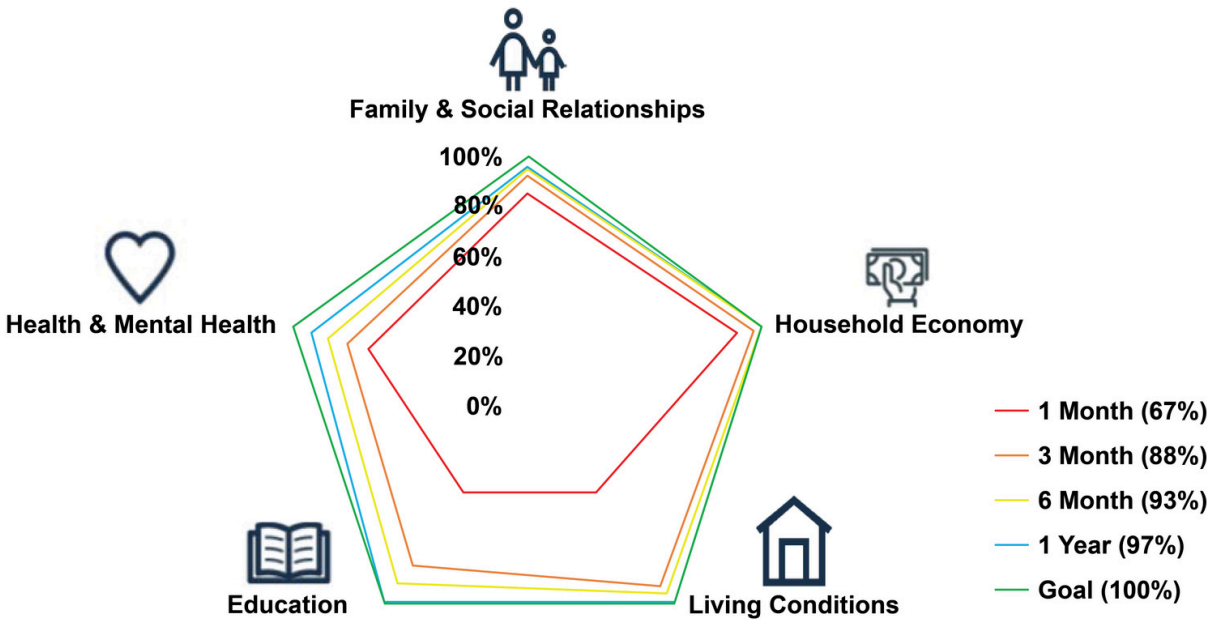 Family & Social Relationships
100%
80%
60%
40%
20%
0%
Health & Mental Health
Household Economy
Education
Living Conditions
1 Month (67%)
3 Month (88%)
6 Month (93%)
1 Year (97%)
Goal (100%)